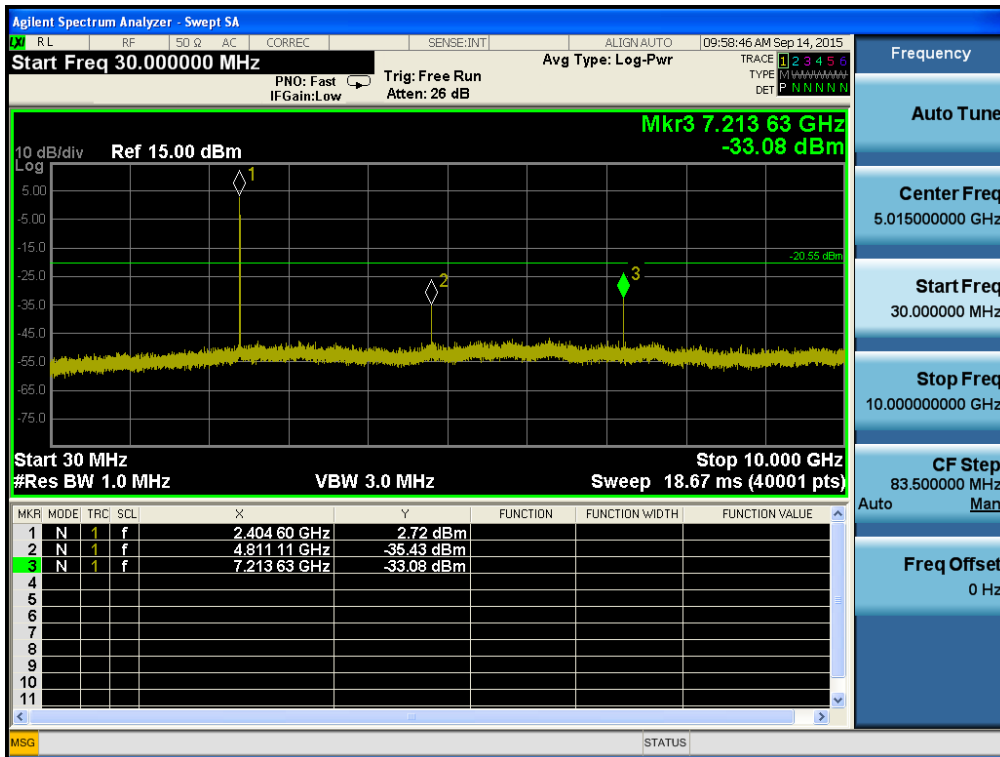 Agilent Spectrum Analyzer - Swept SA
LXI RL RF 50 Ω AC CORREC SENSE:INT ALIGN AUTO 09:58:46 AM Sep 14, 2015
Start Freq 30.000000 MHz
PNO: Fast
IFGain:Low
Trig: Free Run
Atten: 26 dB
Avg Type: Log-Pwr
TRACE 1 2 3 4 5 6
TYPE M
DET P N N N N N
Mkr3 7.213 63 GHz
-33.08 dBm
10 dB/div Ref 15.00 dBm
Log
1
5.00
-5.00
-15.0
-20.55 dBm
-25.0
2
3
-35.0
-45.0
-55.0
-65.0
-75.0
Start 30 MHz Stop 10.000 GHz
#Res BW 1.0 MHz VBW 3.0 MHz Sweep 18.67 ms (40001 pts)
MKR MODE TRC SCL X Y FUNCTION FUNCTION WIDTH FUNCTION VALUE
1 N 1 f 2.404 60 GHz 2.72 dBm
2 N 1 f 4.811 11 GHz -35.43 dBm
3 N 1 f 7.213 63 GHz -33.08 dBm
4
5
6
7
8
9
10
11
MSG STATUS
Frequency
Auto Tune
Center Freq
5.015000000 GHz
Start Freq
30.000000 MHz
Stop Freq
10.000000000 GHz
CF Step
83.500000 MHz
Auto Man
Freq Offset
0 Hz